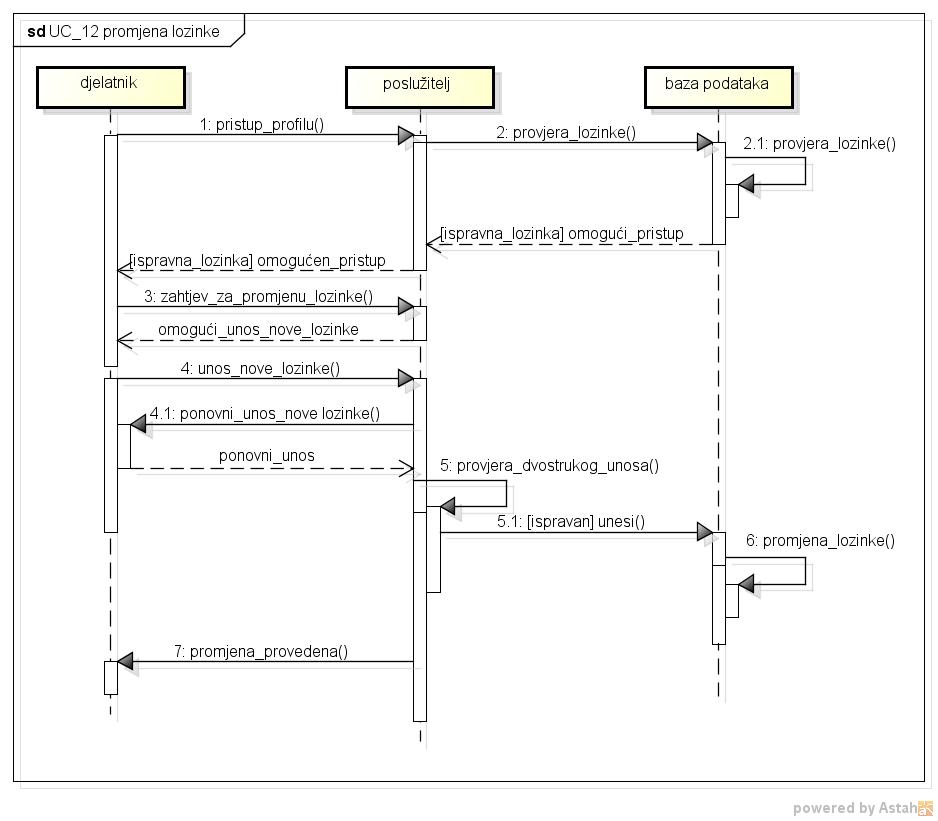 sd UC_12 promjena lozinke
djelatnik
poslužitelj
baza podataka
1: pristup_profilu()
2: provjera_lozinke()
2.1: provjera_lozinke()
[ispravna_lozinka] omogući_pristup
[ispravna_lozinka] omogućen_pristup
3: zahtjev_za_promjenu_lozinke()
omogući_unos_nove_lozinke
4: unos_nove_lozinke()
4.1: ponovni_unos_nove lozinke()
ponovni_unos
5: provjera_dvostrukog_unosa()
5.1: [ispravan] unesi()
6: promjena_lozinke()
7: promjena_provedena()
powered by Astah